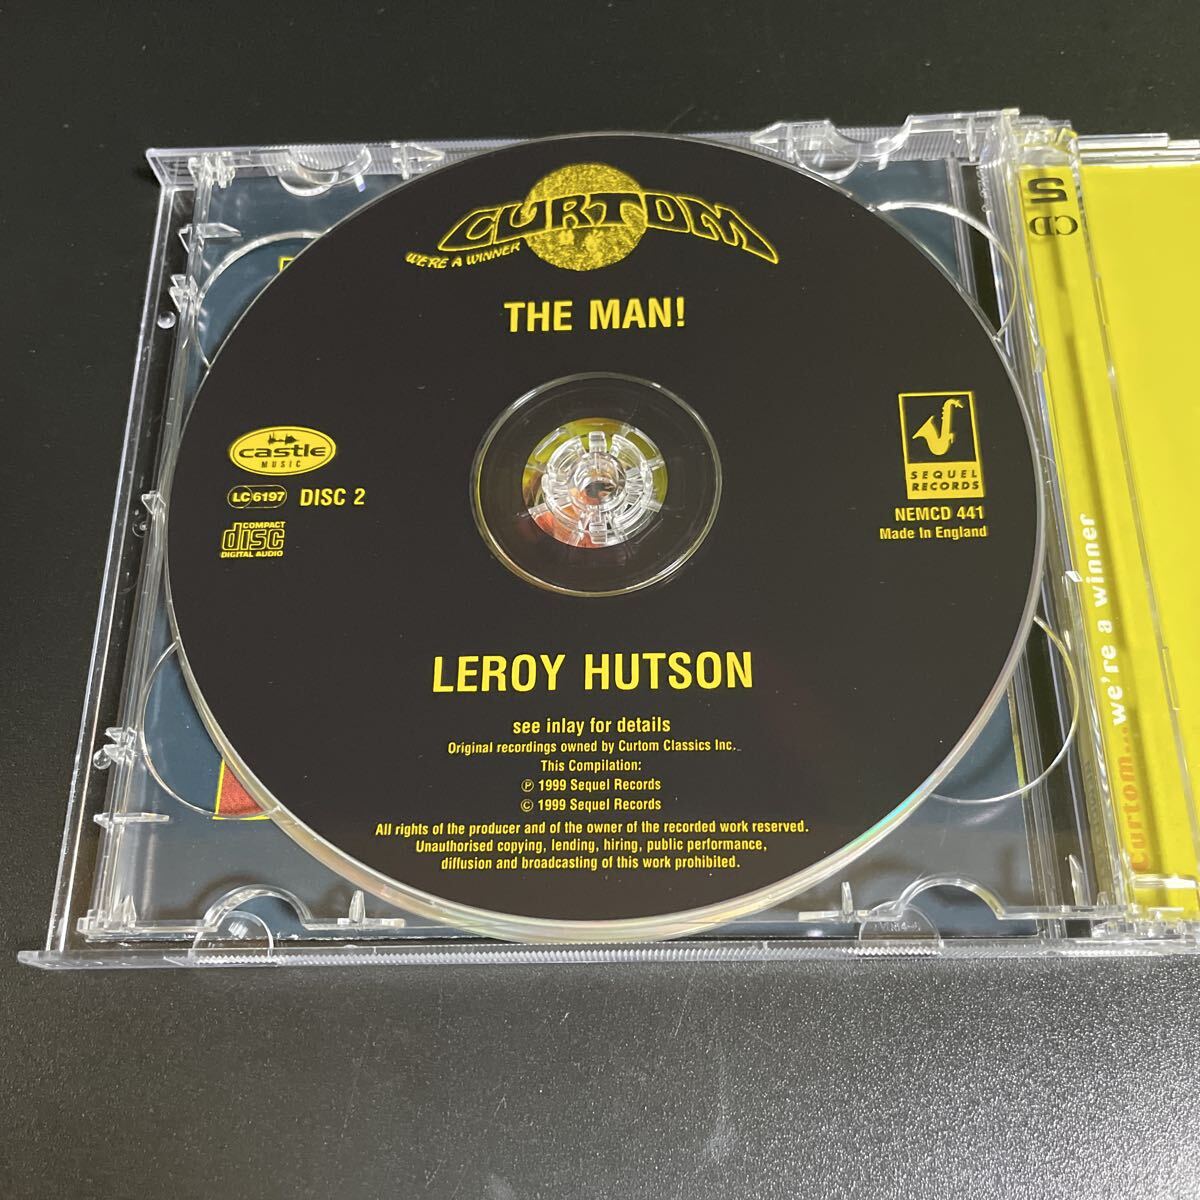 CURTOM
WE'RE A WINNER
THE MAN!
castle
MUSIC
LC 6197
DISC 2
COMPACT
disc
DIGITAL AUDIO
SEQUEL
RECORDS
NEMCD 441
Made In England
LEROY HUTSON
see inlay for details
Original recordings owned by Curtom Classics Inc.
This Compilation:
℗ 1999 Sequel Records
© 1999 Sequel Records
All rights of the producer and of the owner of the recorded work reserved.
Unauthorised copying, lending, hiring, public performance,
diffusion and broadcasting of this work prohibited.
2
CD
Curtom...we're a winner